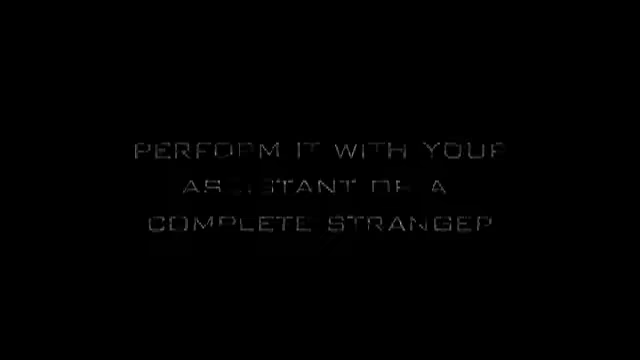 PERFORM IT WITH YOUR
ASSISTANT OR A
COMPLETE STRANGER